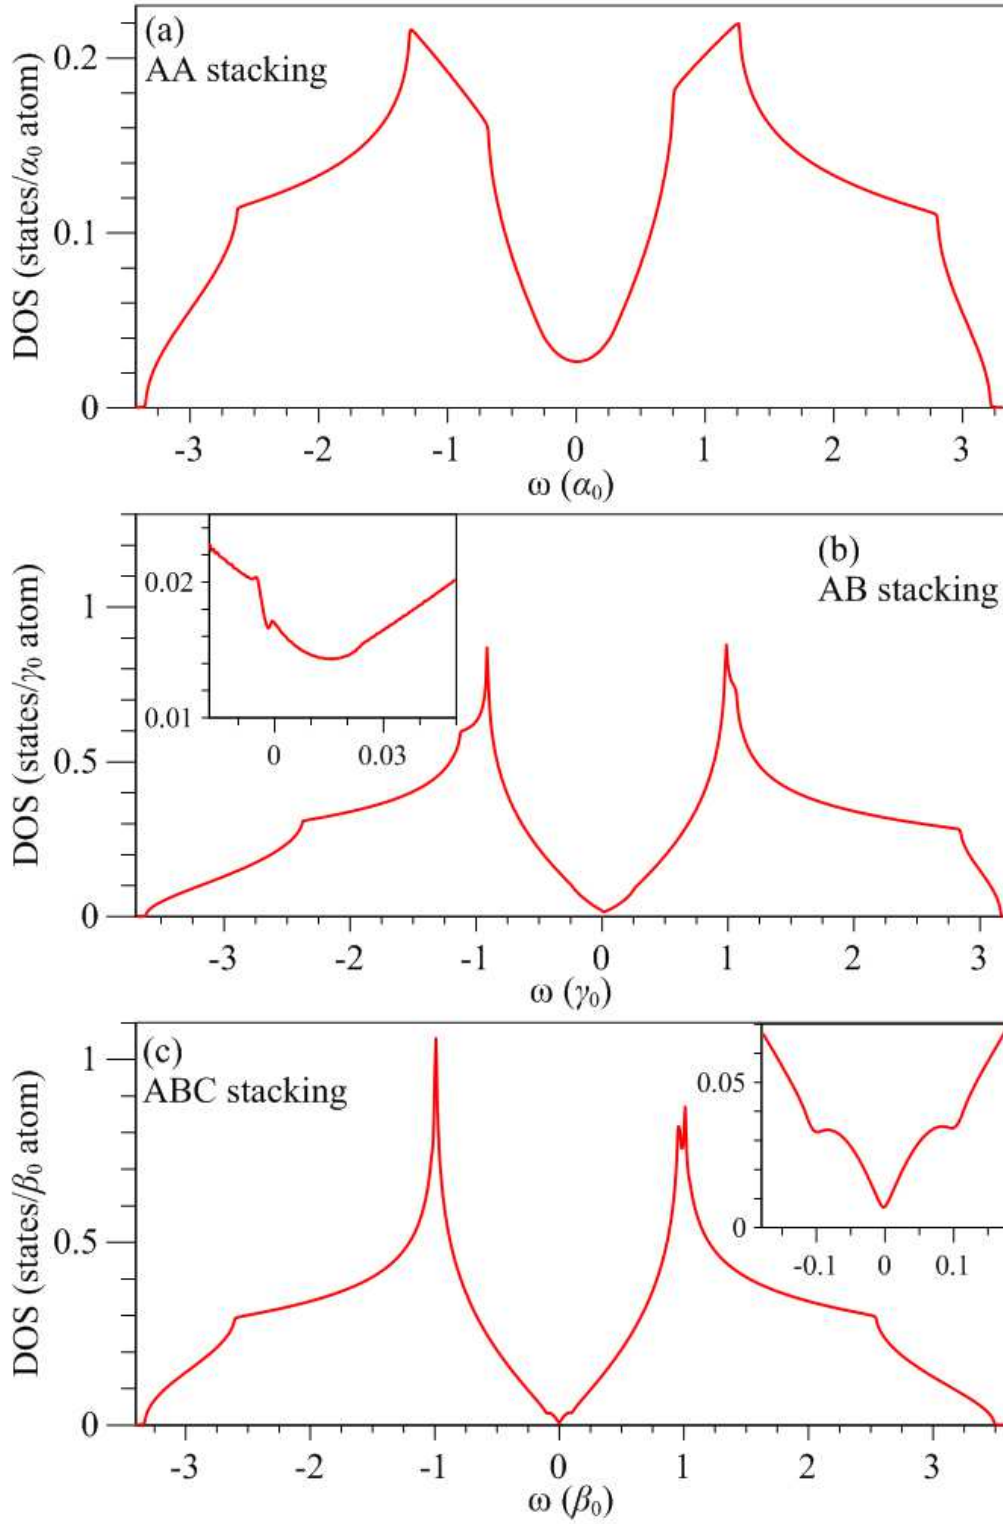 (a)
AA stacking
DOS (states/α₀ atom)
0.2
0.1
0
-3 -2 -1 0 1 2 3
ω (α₀)
(b)
AB stacking
DOS (states/γ₀ atom)
1
0.5
0
0.02
0.01
0 0.03
-3 -2 -1 0 1 2 3
ω (γ₀)
(c)
ABC stacking
DOS (states/β₀ atom)
1
0.5
0
0.05
0
-0.1 0 0.1
-3 -2 -1 0 1 2 3
ω (β₀)